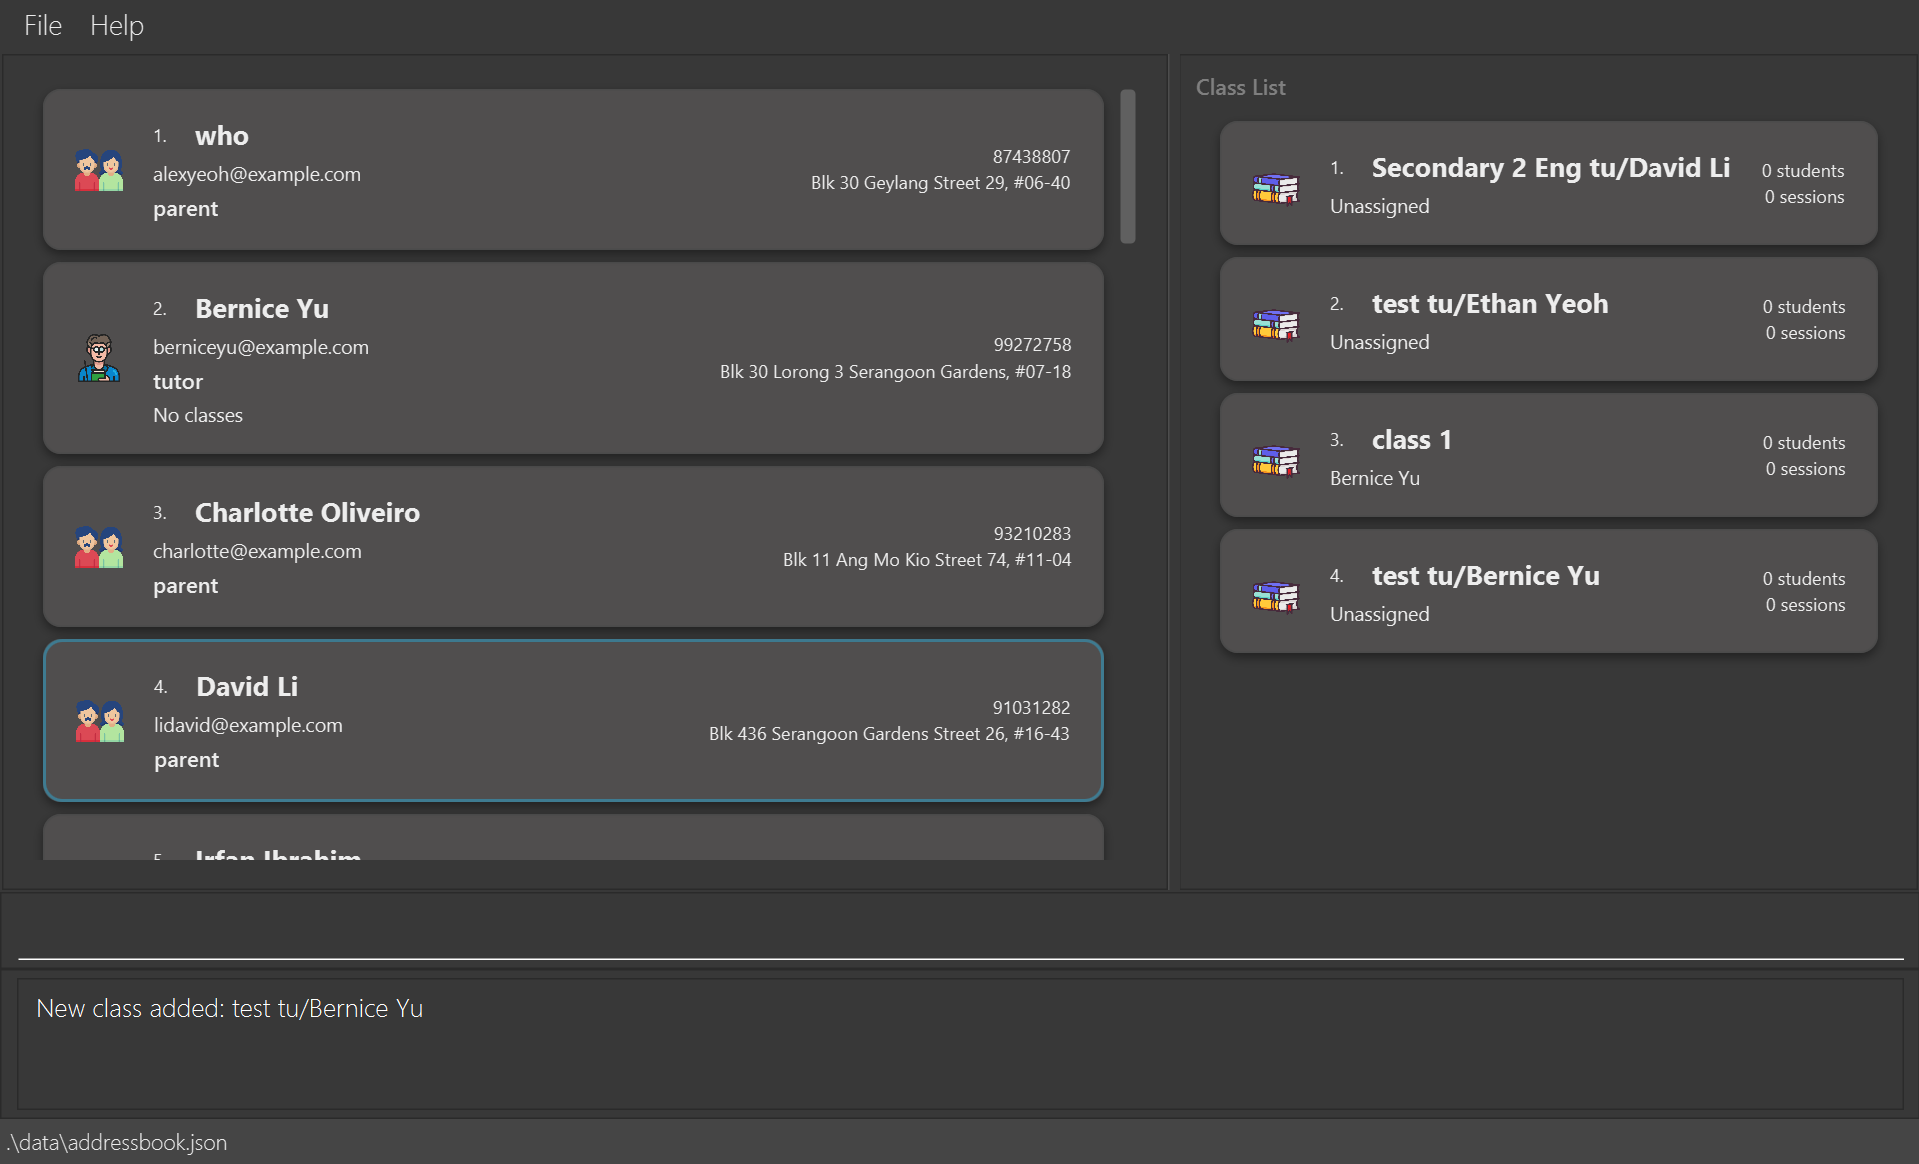 File Help
1. who
alexyeoh@example.com
parent
87438807
Blk 30 Geylang Street 29, #06-40
2. Bernice Yu
berniceyu@example.com
tutor
No classes
99272758
Blk 30 Lorong 3 Serangoon Gardens, #07-18
3. Charlotte Oliveiro
charlotte@example.com
parent
93210283
Blk 11 Ang Mo Kio Street 74, #11-04
4. David Li
lidavid@example.com
parent
91031282
Blk 436 Serangoon Gardens Street 26, #16-43
5. Irfan Ibrahim
Class List
1. Secondary 2 Eng tu/David Li
Unassigned
0 students
0 sessions
2. test tu/Ethan Yeoh
Unassigned
0 students
0 sessions
3. class 1
Bernice Yu
0 students
0 sessions
4. test tu/Bernice Yu
Unassigned
0 students
0 sessions
New class added: test tu/Bernice Yu
.\data\addressbook.json